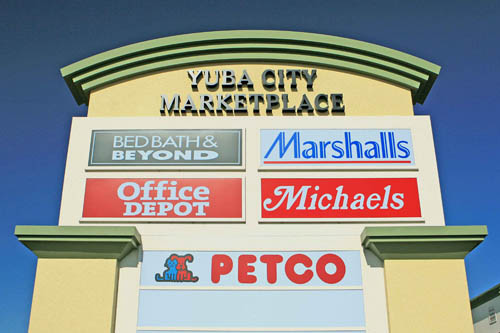 YUBA CITY
MARKETPLACE
BED BATH &
BEYOND
Marshalls
Office
DEPOT
Michaels
PETCO